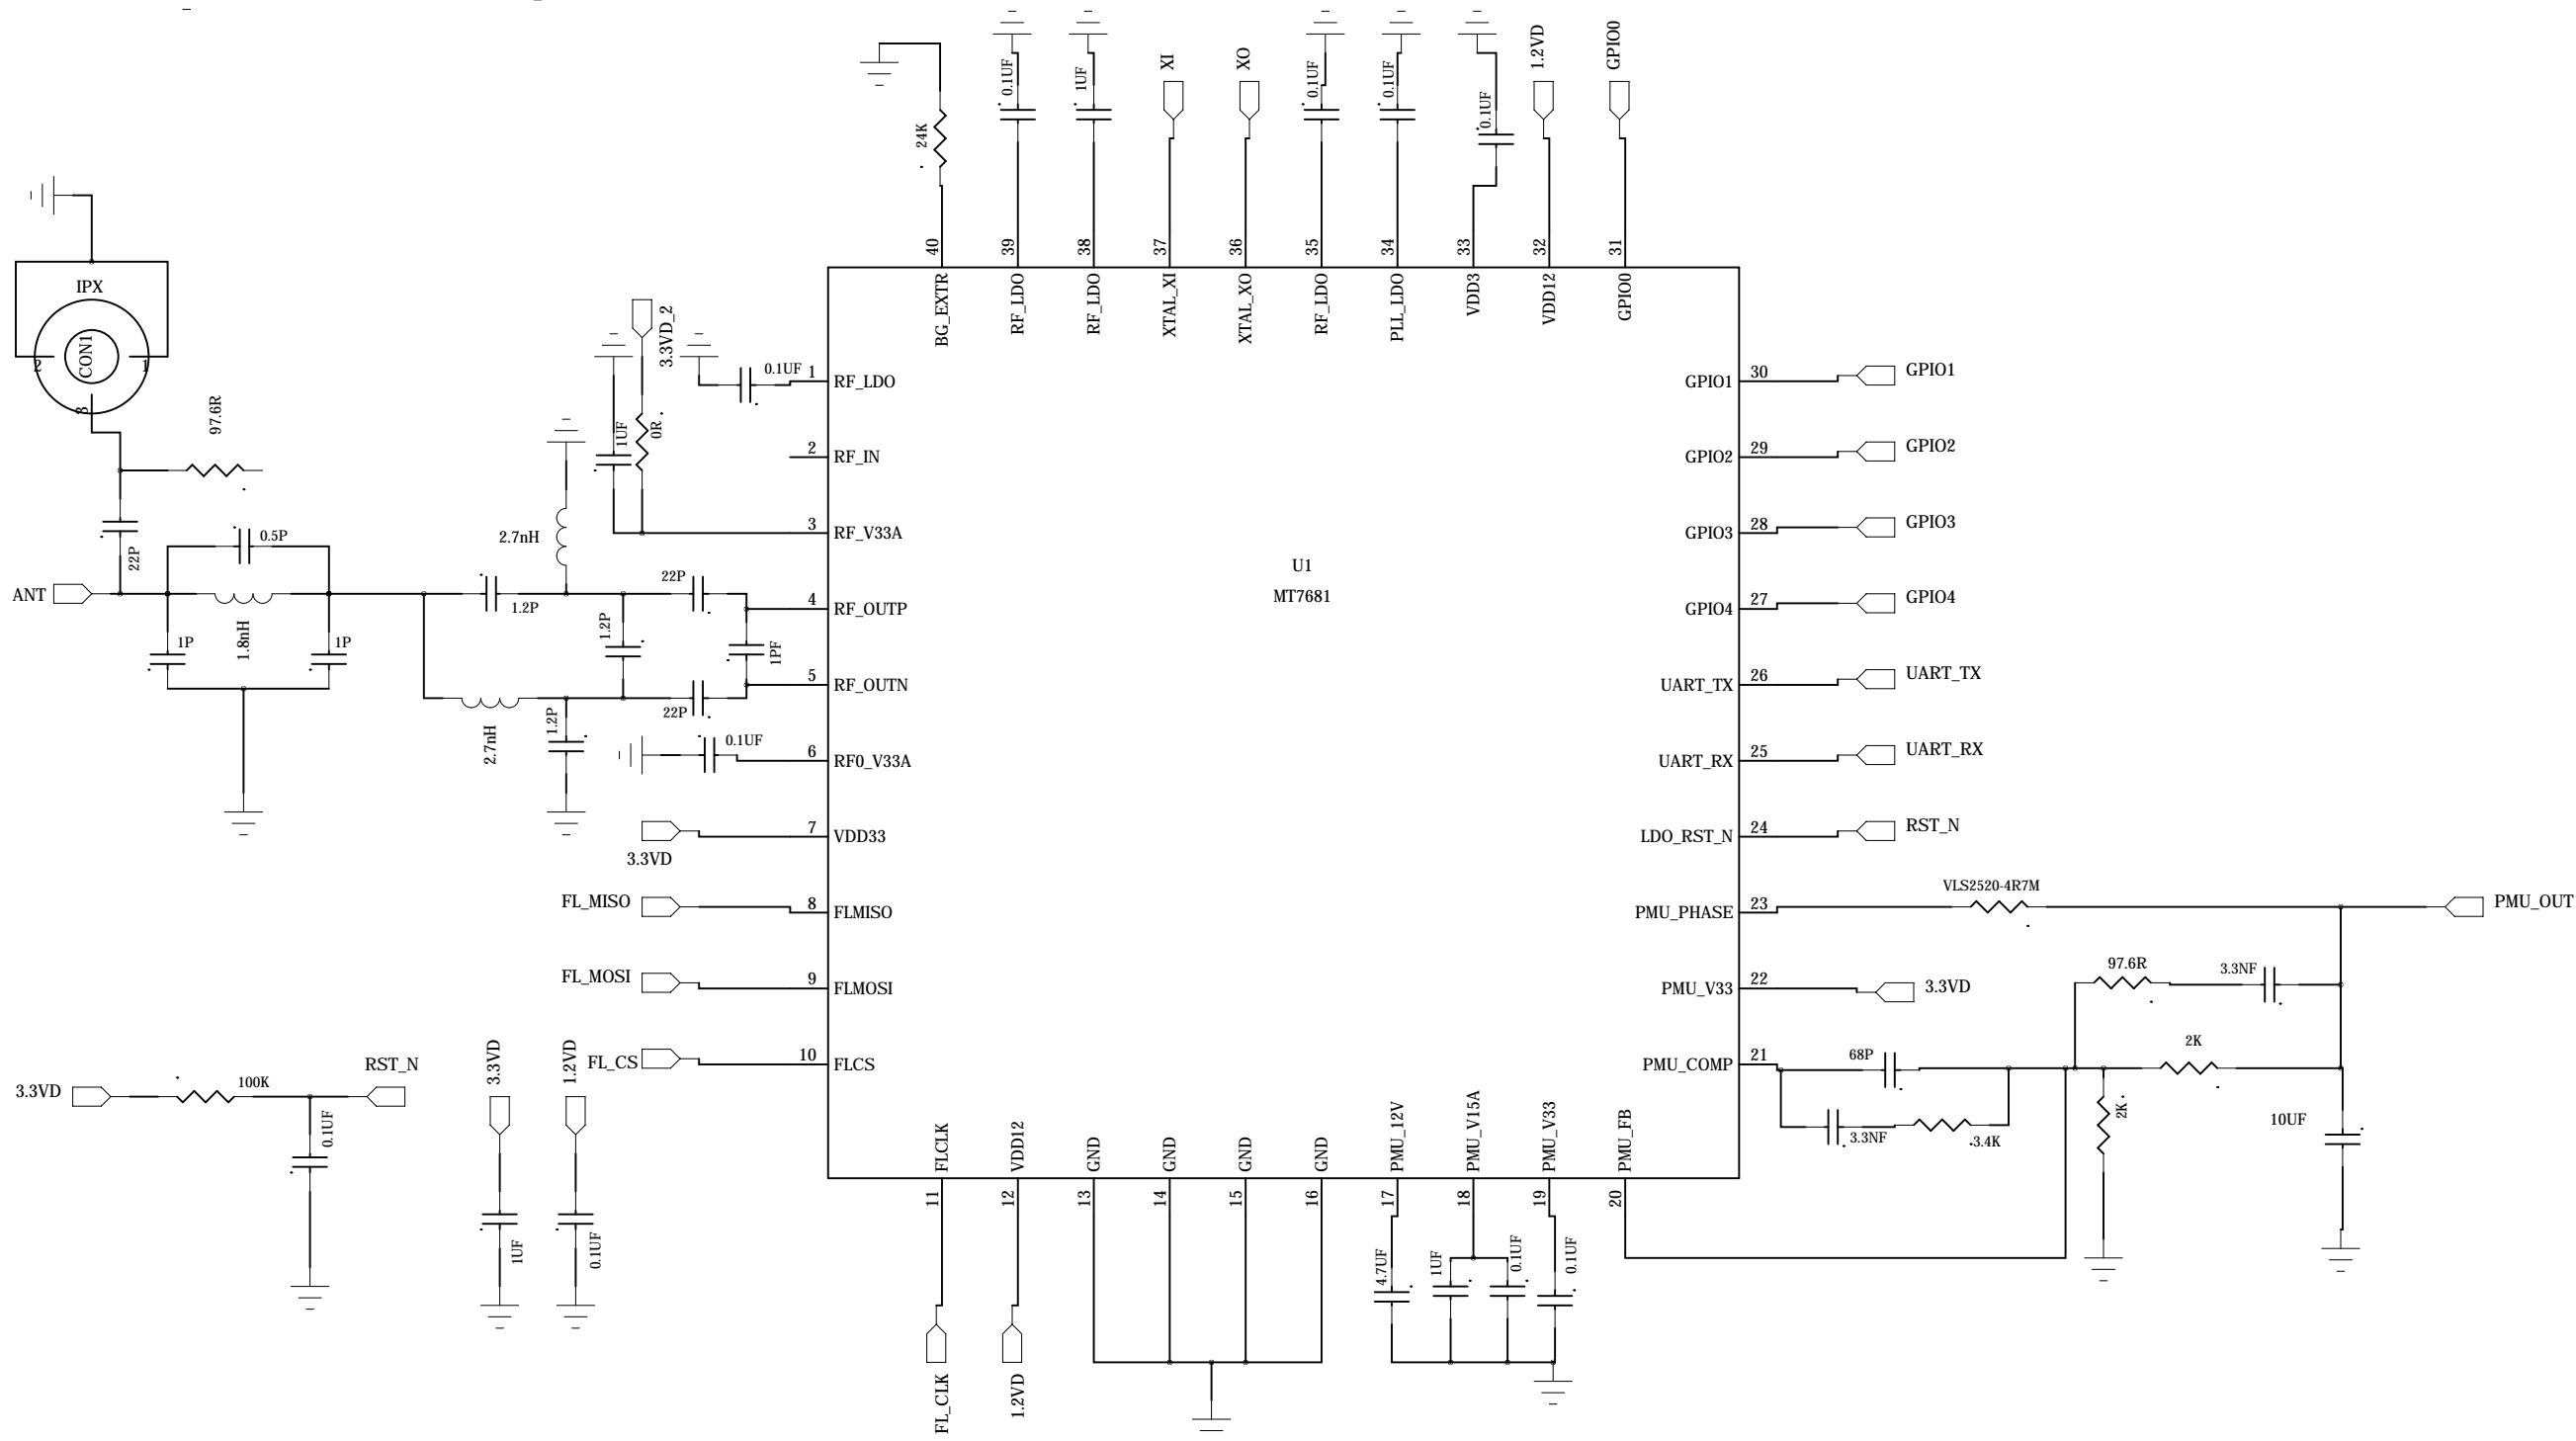 XI
XO
1.2VD
GPIO0
0.1UF
1UF
0.1UF
0.1UF
0.1UF
24K
40
39
38
37
36
35
34
33
32
31
BG_EXTR
RF_LDO
RF_LDO
XTAL_XI
XTAL_XO
RF_LDO
PLL_LDO
VDD3
VDD12
GPIO0
IPX
CON1
2
1
3
97.6R
22P
0.5P
ANT
1P
1.8nH
1P
3.3VD_2
1UF
0R
0.1UF
2.7nH
1.2P
22P
1.2P
1PF
22P
2.7nH
1.2P
0.1UF
1 RF_LDO
2 RF_IN
3 RF_V33A
4 RF_OUTP
5 RF_OUTN
6 RF0_V33A
7 VDD33
3.3VD
FL_MISO 8 FLMISO
FL_MOSI 9 FLMOSI
FL_CS 10 FLCS
U1
MT7681
GPIO1 30 GPIO1
GPIO2 29 GPIO2
GPIO3 28 GPIO3
GPIO4 27 GPIO4
UART_TX 26 UART_TX
UART_RX 25 UART_RX
LDO_RST_N 24 RST_N
PMU_PHASE 23
VLS2520-4R7M
PMU_OUT
PMU_V33 22 3.3VD
PMU_COMP 21
97.6R
3.3NF
68P
2K
3.3NF
3.4K
2K
10UF
3.3VD
100K
RST_N
0.1UF
3.3VD
1.2VD
1UF
0.1UF
FLCLK
VDD12
GND
GND
GND
GND
PMU_12V
PMU_V15A
PMU_V33
PMU_FB
11
12
13
14
15
16
17
18
19
20
4.7UF
1UF
0.1UF
0.1UF
FL_CLK
1.2VD